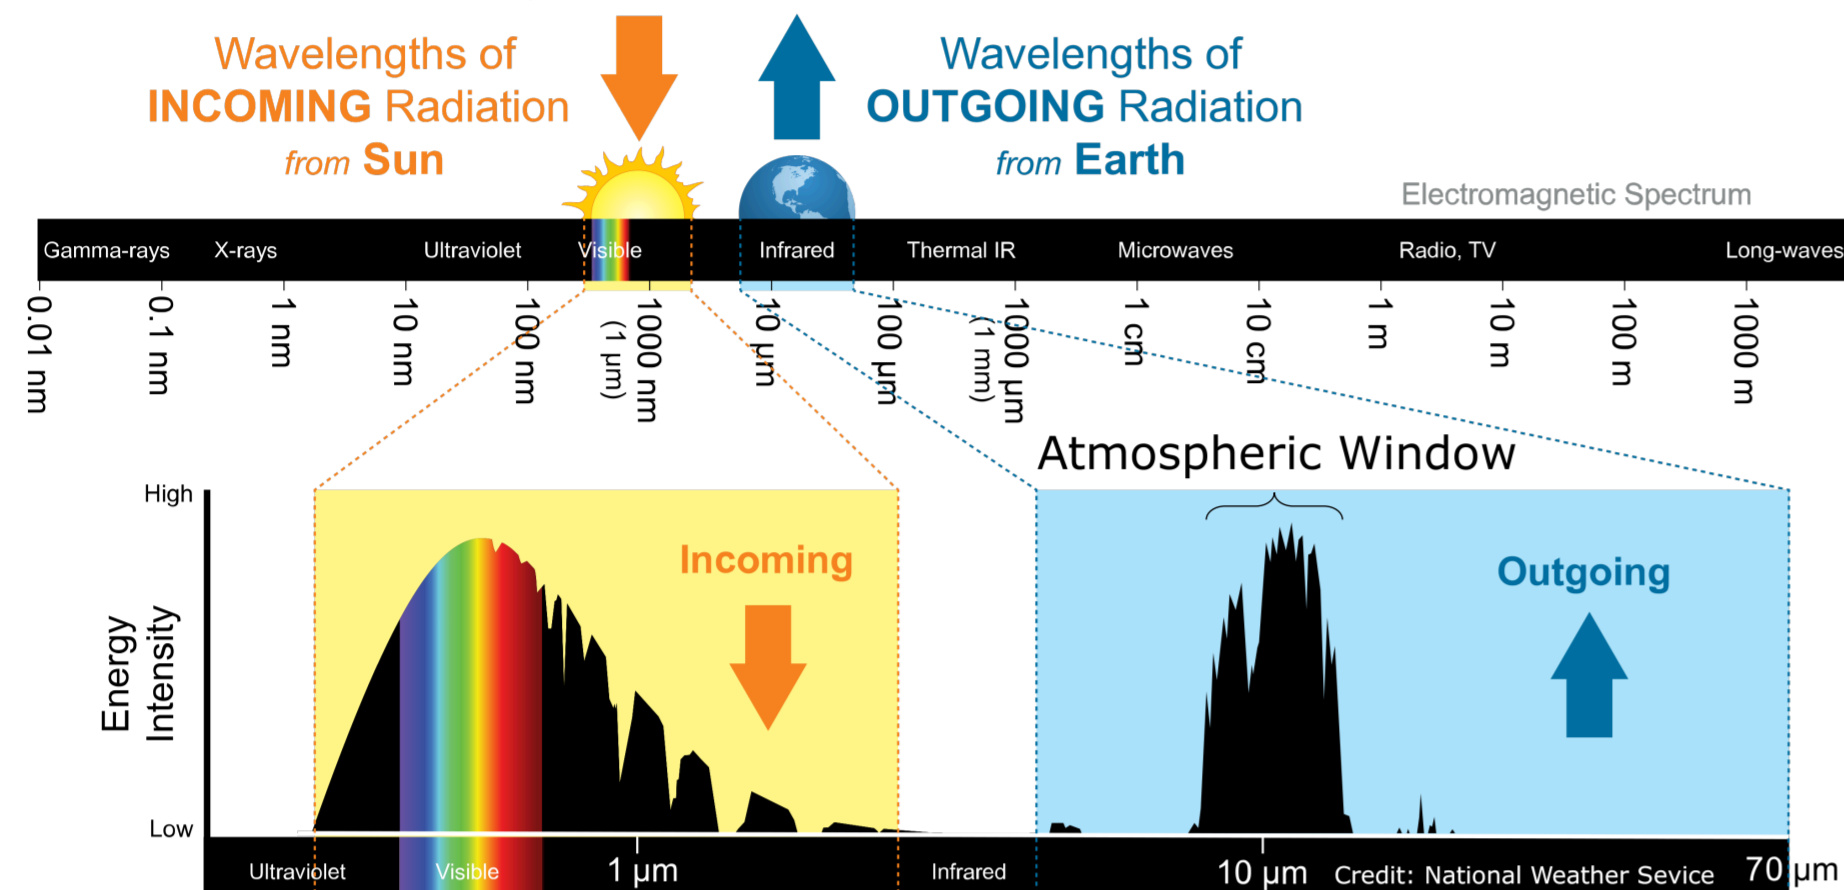 Wavelengths of
INCOMING Radiation
from Sun
Wavelengths of
OUTGOING Radiation
from Earth
Electromagnetic Spectrum
Gamma-rays X-rays Ultraviolet Visible Infrared Thermal IR Microwaves Radio, TV Long-waves
0.01 nm
0.1 nm
1 nm
10 nm
100 nm
1000 nm
(1 µm)
10 µm
100 µm
1000 µm
(1 mm)
1 cm
10 cm
1 m
10 m
100 m
1000 m
Atmospheric Window
High
Energy
Intensity
Low
Incoming
Outgoing
Ultraviolet Visible 1 µm Infrared 10 µm Credit: National Weather Sevice 70 µm